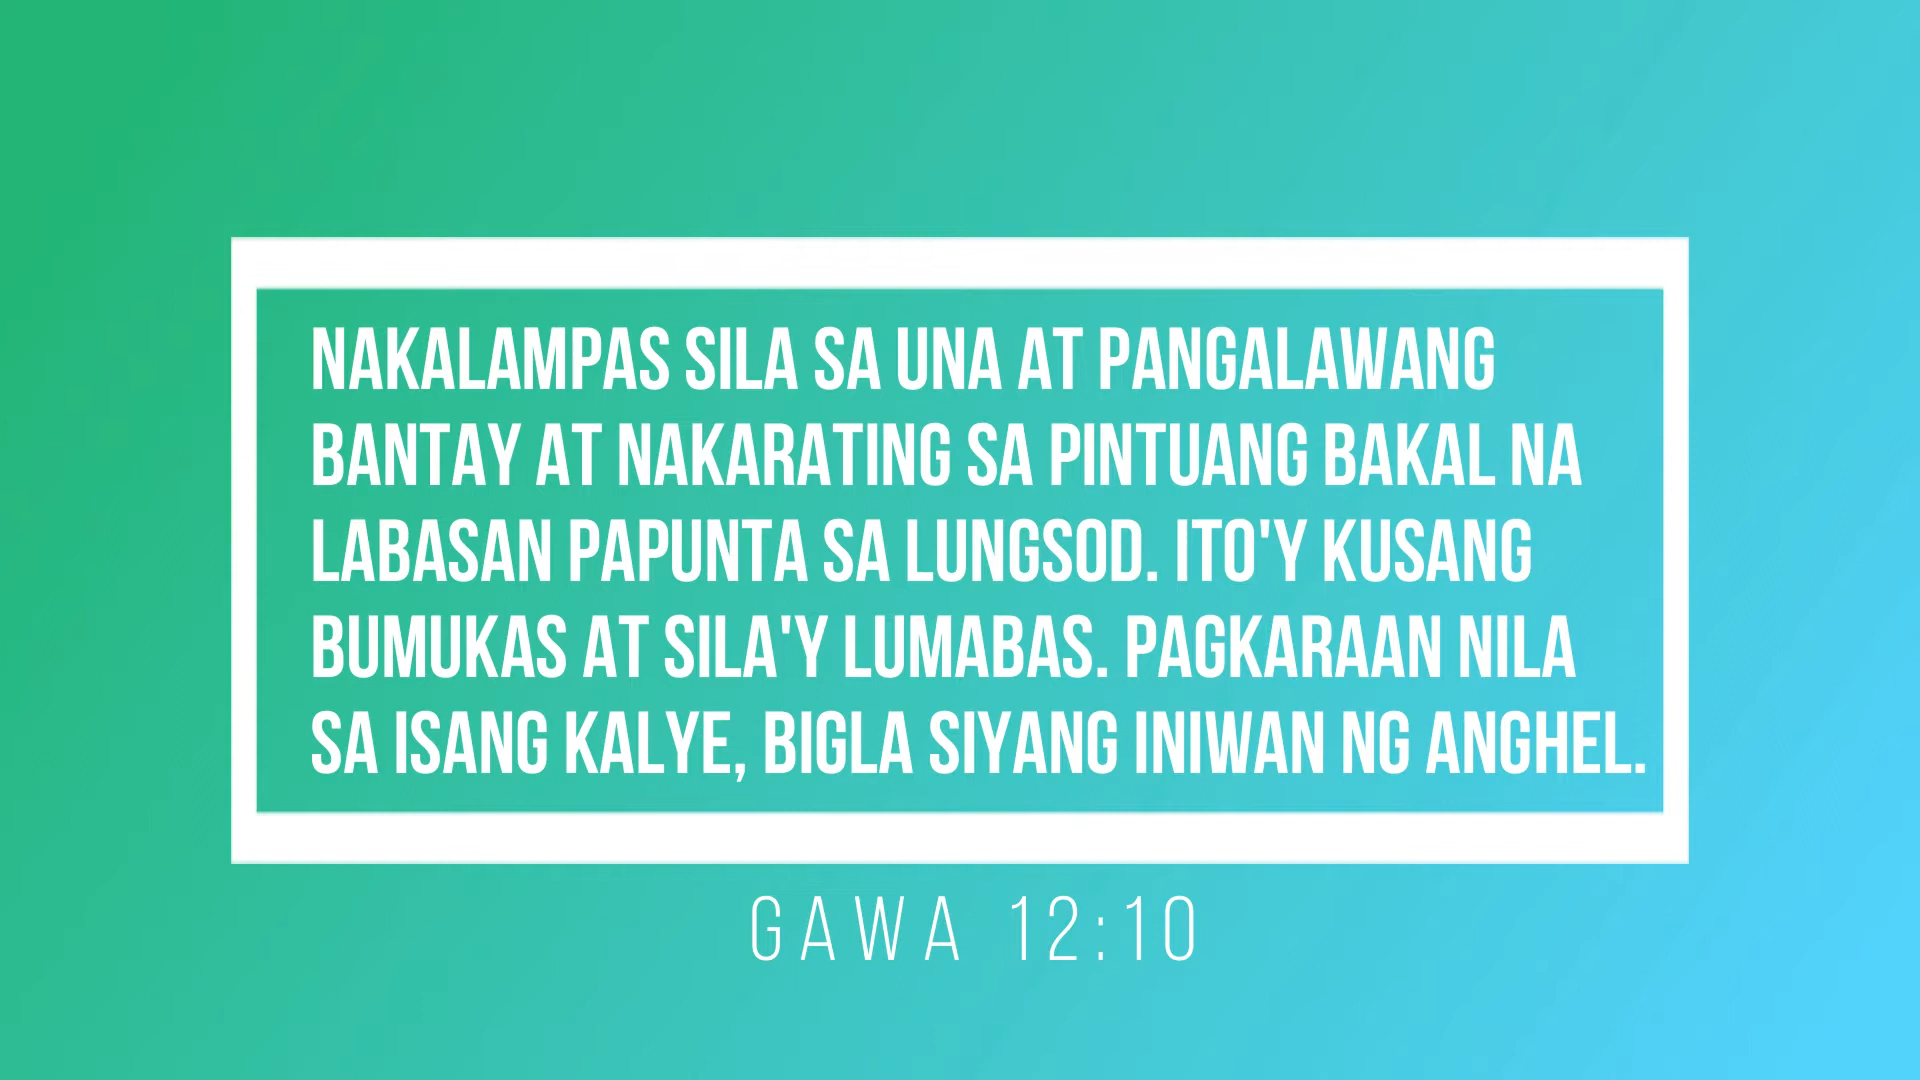 NAKALAMPAS SILA SA UNA AT PANGALAWANG
BANTAY AT NAKARATING SA PINTUANG BAKAL NA
LABASAN PAPUNTA SA LUNGSOD. ITO'Y KUSANG
BUMUKAS AT SILA'Y LUMABAS. PAGKARAAN NILA
SA ISANG KALYE, BIGLA SIYANG INIWAN NG ANGHEL.
GAWA 12:10